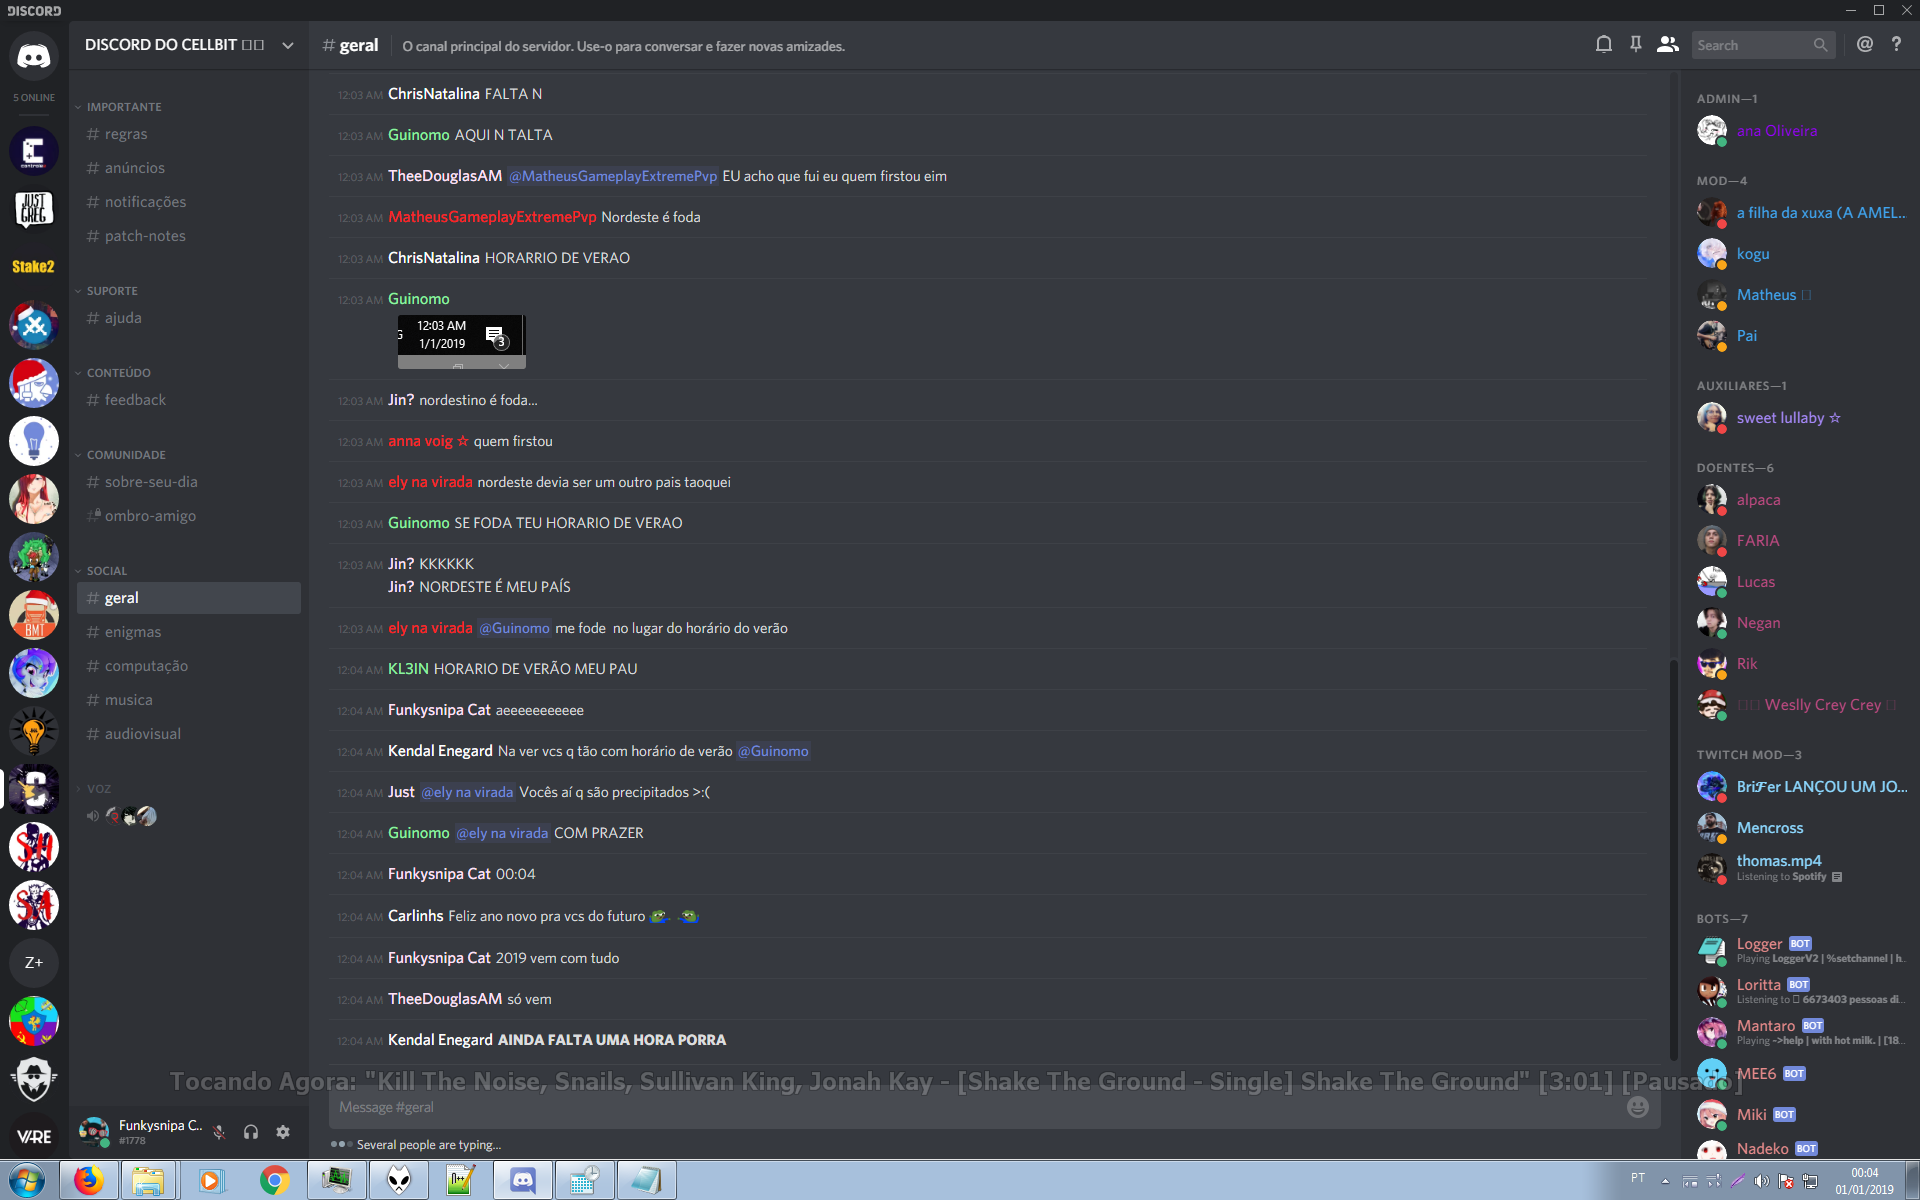 DISCORD
DISCORD DO CELLBIT
# geral
O canal principal do servidor. Use-o para conversar e fazer novas amizades.
Search
5 ONLINE
JUST GREG
Stake2
BMT
Z+
VARE
IMPORTANTE
# regras
# anúncios
# notificações
# patch-notes
SUPORTE
# ajuda
CONTEÚDO
# feedback
COMUNIDADE
# sobre-seu-dia
# ombro-amigo
SOCIAL
# geral
# enigmas
# computação
# musica
# audiovisual
VOZ
Funkysnipa C...
#1778
12:03 AM ChrisNatalina FALTA N
12:03 AM Guinomo AQUI N TALTA
12:03 AM TheeDouglasAM @MatheusGameplayExtremePvp EU acho que fui eu quem firstou eim
12:03 AM MatheusGameplayExtremePvp Nordeste é foda
12:03 AM ChrisNatalina HORARRIO DE VERAO
12:03 AM Guinomo
12:03 AM
1/1/2019
3
12:03 AM Jin? nordestino é foda...
12:03 AM anna voig ☆ quem firstou
12:03 AM ely na virada nordeste devia ser um outro pais taoquei
12:03 AM Guinomo SE FODA TEU HORARIO DE VERAO
12:03 AM Jin? KKKKKK
Jin? NORDESTE É MEU PAÍS
12:03 AM ely na virada @Guinomo me fode no lugar do horário do verão
12:04 AM KL3IN HORARIO DE VERÃO MEU PAU
12:04 AM Funkysnipa Cat aeeeeeeeeeee
12:04 AM Kendal Enegard Na ver vcs q tão com horário de verão @Guinomo
12:04 AM Just @ely na virada Vocês aí q são precipitados >:(
12:04 AM Guinomo @ely na virada COM PRAZER
12:04 AM Funkysnipa Cat 00:04
12:04 AM Carlinhs Feliz ano novo pra vcs do futuro
12:04 AM Funkysnipa Cat 2019 vem com tudo
12:04 AM TheeDouglasAM só vem
12:04 AM Kendal Enegard AINDA FALTA UMA HORA PORRA
Tocando Agora: "Kill The Noise, Snails, Sullivan King, Jonah Kay - [Shake The Ground - Single] Shake The Ground" [3:01] [Pausado]
Message #geral
Several people are typing...
ADMIN—1
ana Oliveira
MOD—4
a filha da xuxa (A AMEL...
kogu
Matheus
Pai
AUXILIARES—1
sweet lullaby ☆
DOENTES—6
alpaca
FARIA
Lucas
Negan
Rik
Weslly Crey Crey
TWITCH MOD—3
BriFer LANÇOU UM JO...
Mencross
thomas.mp4
Listening to Spotify
BOTS—7
Logger BOT
Playing LoggerV2 | %setchannel | h...
Loritta BOT
Listening to 6673403 pessoas di...
Mantaro BOT
Playing ->help | with hot milk. | [18...
MEE6 BOT
Miki BOT
Nadeko BOT
PT
00:04
01/01/2019